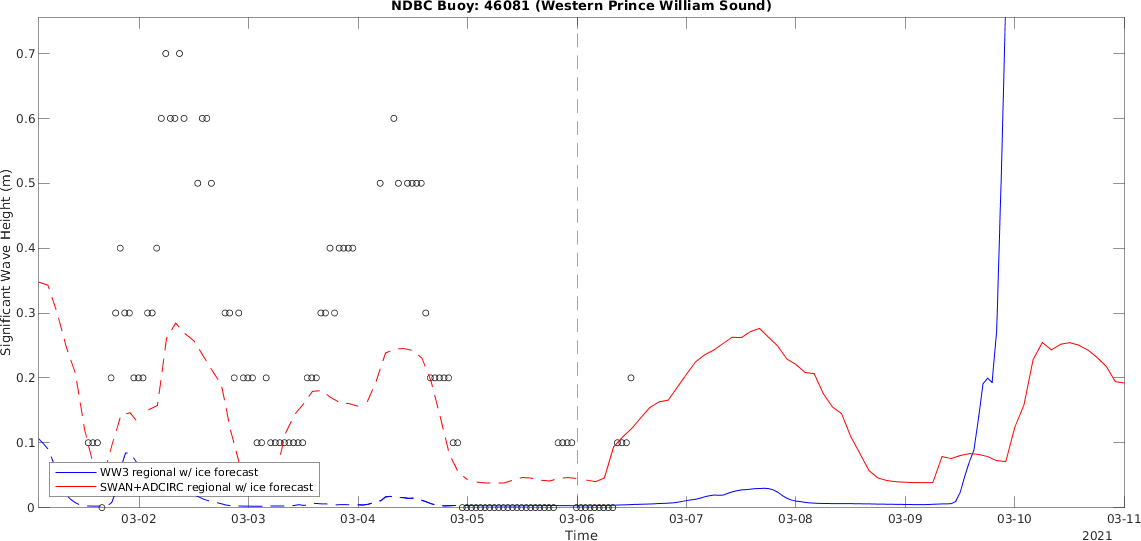 NDBC Buoy: 46081 (Western Prince William Sound)
Significant Wave Height (m)
0.7
0.6
0.5
0.4
0.3
0.2
0.1
0
WW3 regional w/ ice forecast
SWAN+ADCIRC regional w/ ice forecast
03-02 03-03 03-04 03-05 03-06 03-07 03-08 03-09 03-10 03-11
Time
2021